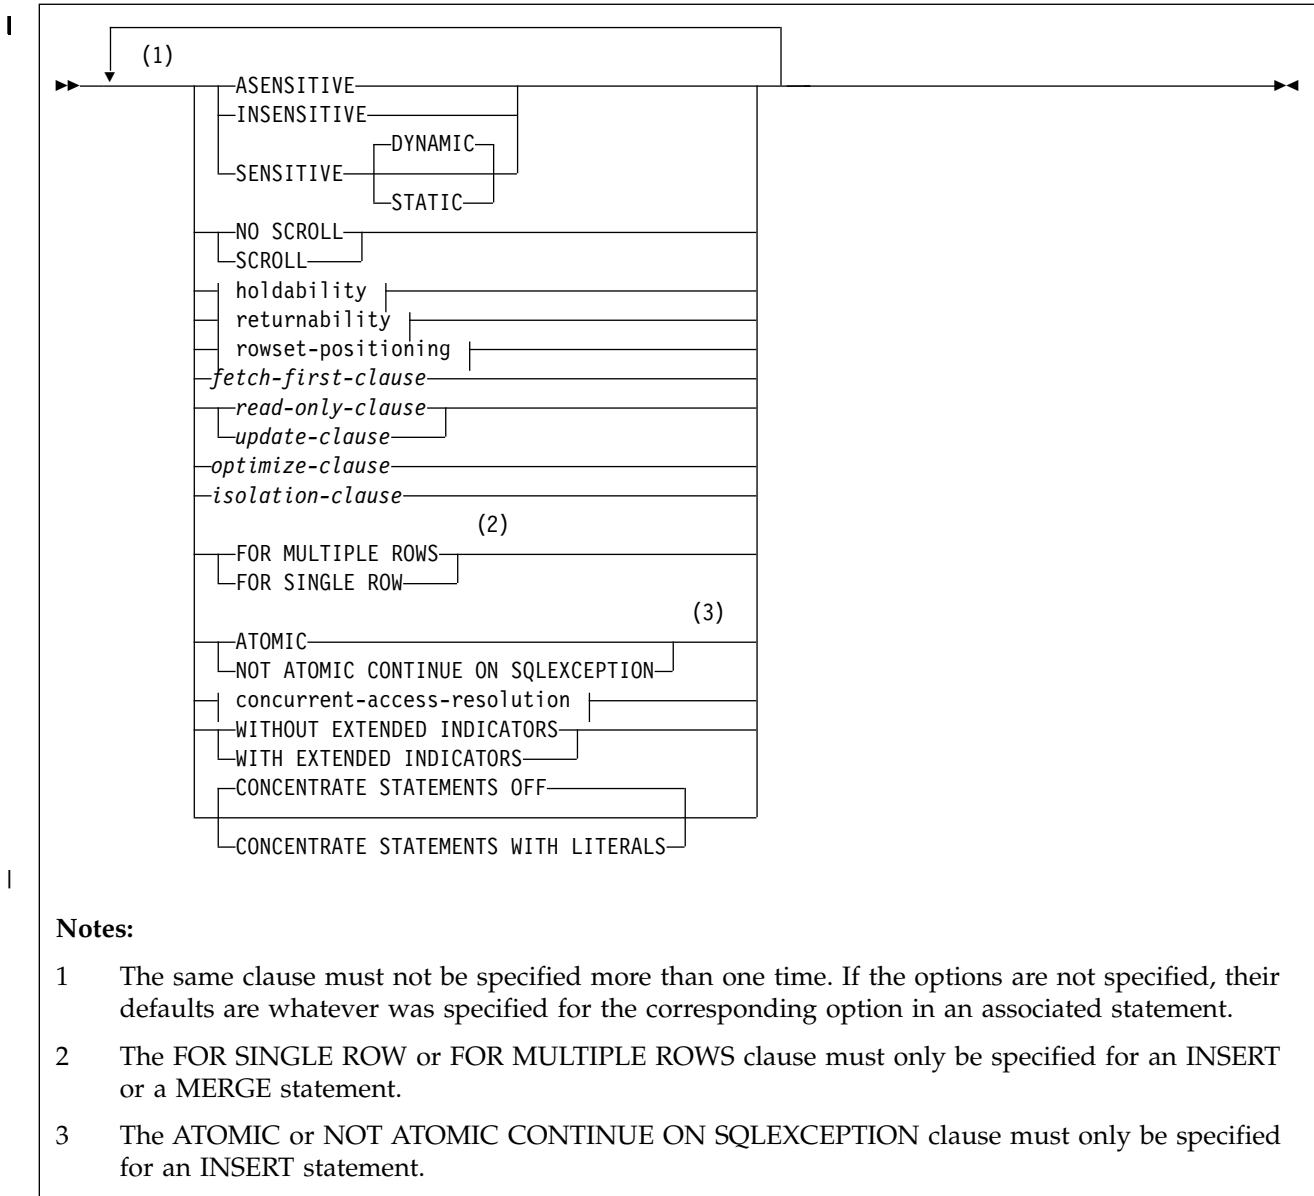 (1)
ASENSITIVE
INSENSITIVE
DYNAMIC
SENSITIVE
STATIC
NO SCROLL
SCROLL
holdability
returnability
rowset-positioning
fetch-first-clause
read-only-clause
update-clause
optimize-clause
isolation-clause
(2)
FOR MULTIPLE ROWS
FOR SINGLE ROW
(3)
ATOMIC
NOT ATOMIC CONTINUE ON SQLEXCEPTION
concurrent-access-resolution
WITHOUT EXTENDED INDICATORS
WITH EXTENDED INDICATORS
CONCENTRATE STATEMENTS OFF
CONCENTRATE STATEMENTS WITH LITERALS
Notes:
1 The same clause must not be specified more than one time. If the options are not specified, their
defaults are whatever was specified for the corresponding option in an associated statement.
2 The FOR SINGLE ROW or FOR MULTIPLE ROWS clause must only be specified for an INSERT
or a MERGE statement.
3 The ATOMIC or NOT ATOMIC CONTINUE ON SQLEXCEPTION clause must only be specified
for an INSERT statement.